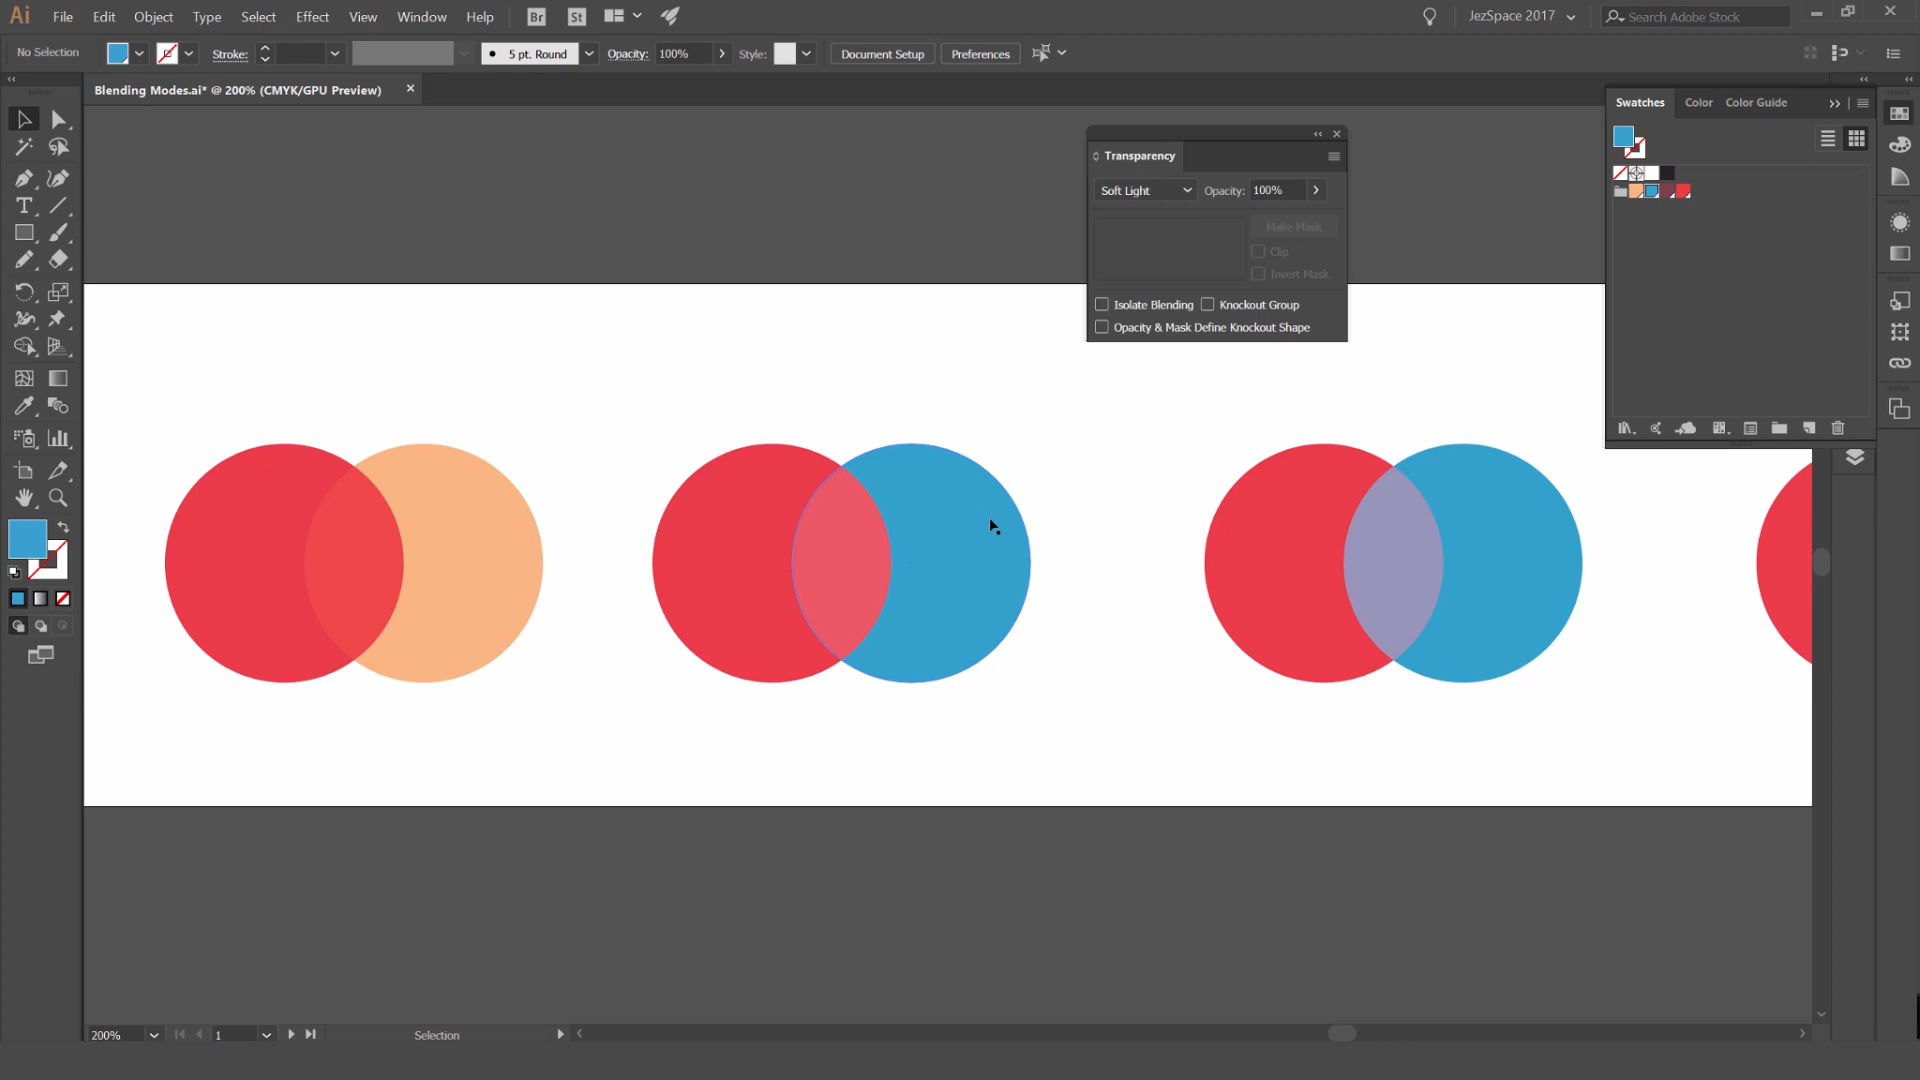 Ai File Edit Object Type Select Effect View Window Help Br St JezSpace 2017 Search Adobe Stock
No Selection Stroke: 5 pt. Round Opacity: 100% Style: Document Setup Preferences
Blending Modes.ai* @ 200% (CMYK/GPU Preview)
Swatches Color Color Guide
Transparency
Soft Light Opacity: 100%
Make Mask
Clip
Invert Mask
Isolate Blending Knockout Group
Opacity & Mask Define Knockout Shape
200% 1 Selection